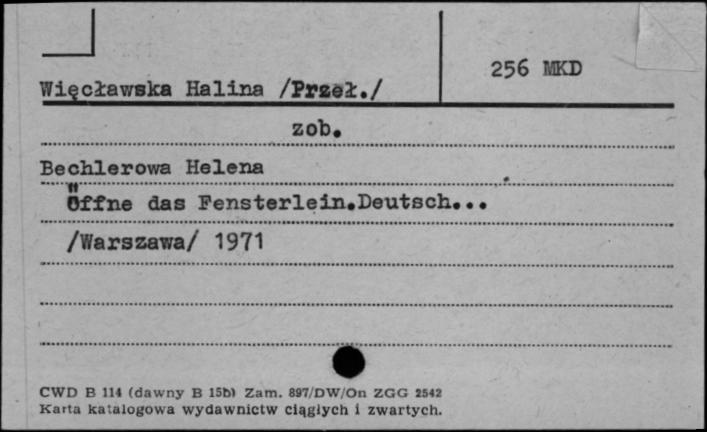 256 MKD
Więcławska Halina /Przeł./
zob.
Bechlerowa Helena
Öffne das Fensterlein.Deutsch...
/Warszawa/ 1971
CWD B 114 (dawny B 15b) Zam. 897/DW/On ZGG 2542
Karta katalogowa wydawnictw ciągłych i zwartych.